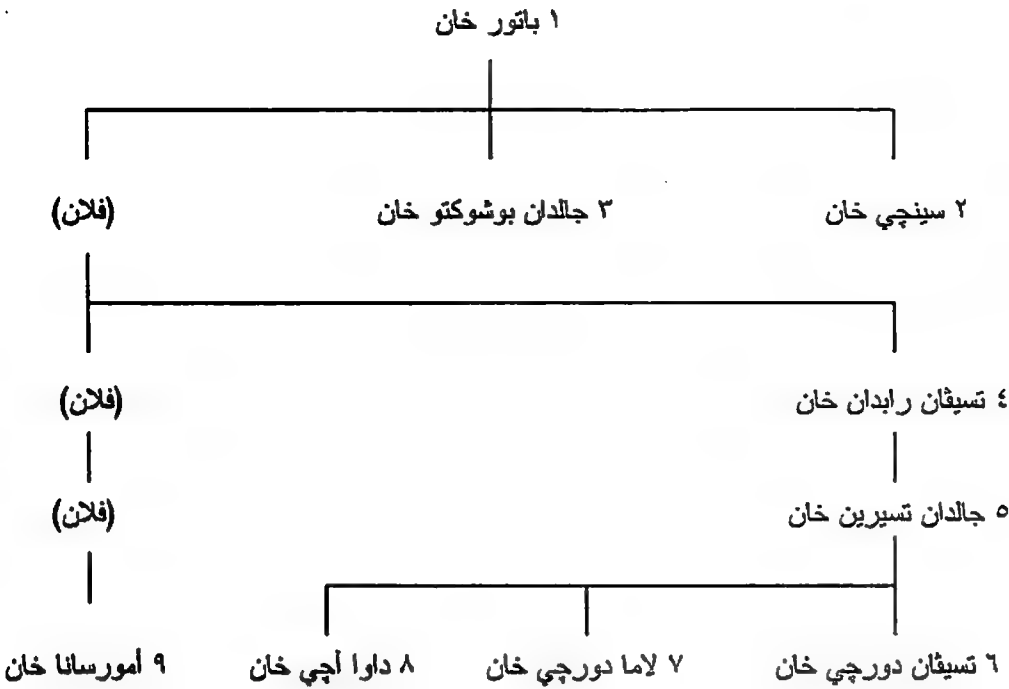 ١ باتور خان
٢ سينچي خان
٣ جالدان بوشوكتو خان
(فلان)
٤ تسيڤان رابدان خان
(فلان)
٥ جالدان تسيرين خان
(فلان)
٦ تسيڤان دورچي خان
٧ لاما دورچي خان
٨ داوا أچي خان
٩ أمورسانا خان